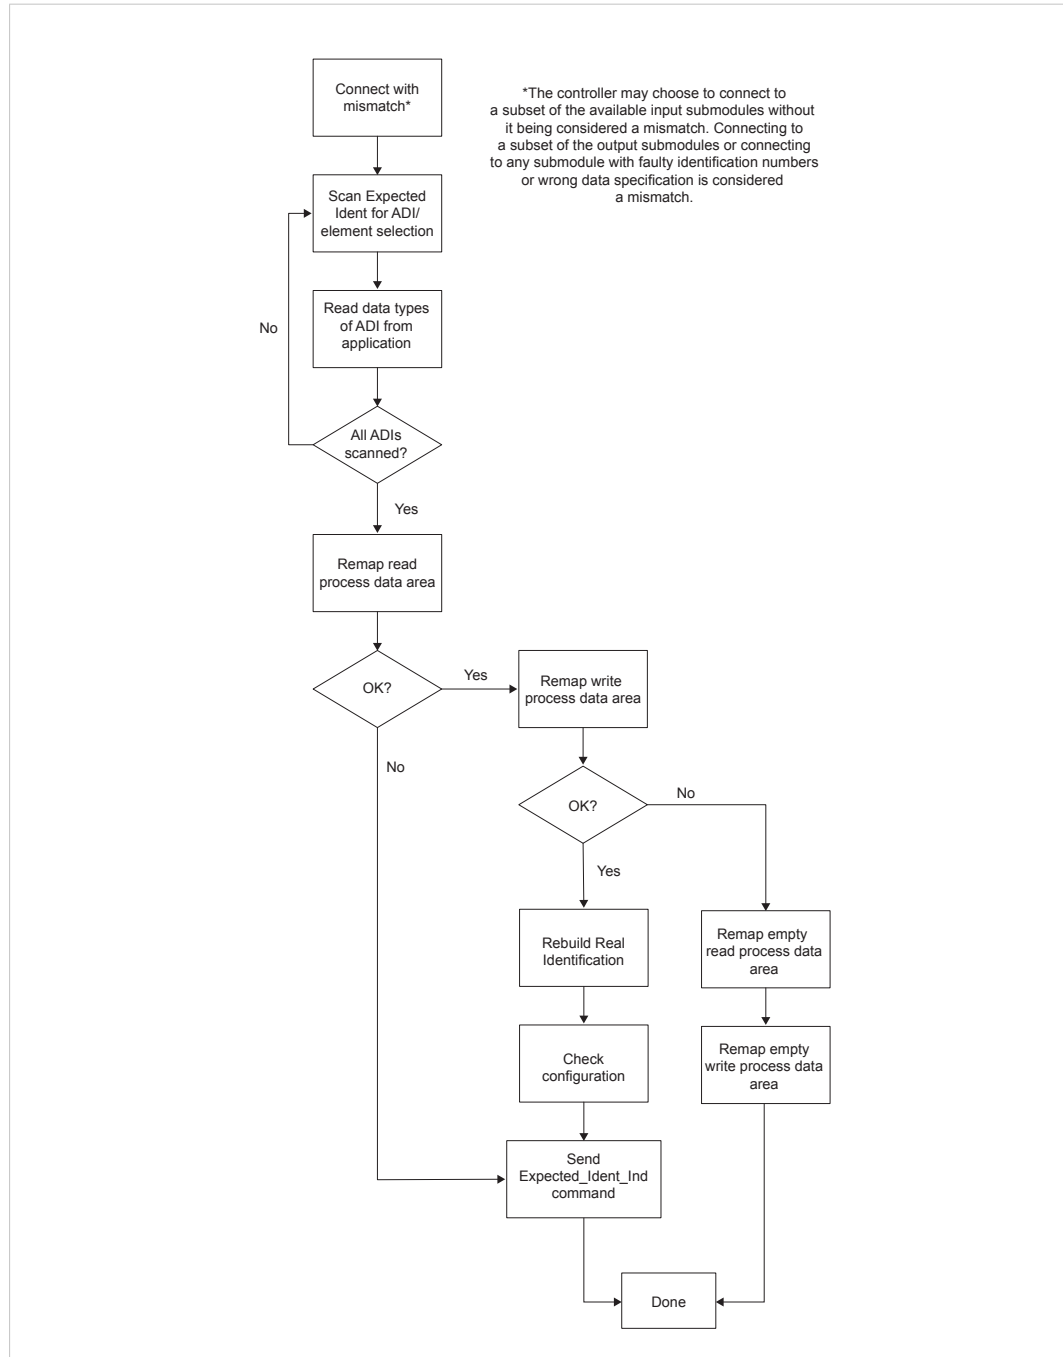 Connect with
mismatch*
*The controller may choose to connect to
a subset of the available input submodules without
it being considered a mismatch. Connecting to
a subset of the output submodules or connecting
to any submodule with faulty identification numbers
or wrong data specification is considered
a mismatch.
Scan Expected
Ident for ADI/
element selection
Read data types
of ADI from
application
No
All ADIs
scanned?
Yes
Remap read
process data area
OK?
Yes
Remap write
process data area
No
OK?
No
Yes
Rebuild Real
Identification
Remap empty
read process data
area
Check
configuration
Remap empty
write process data
area
Send
Expected_Ident_Ind
command
Done